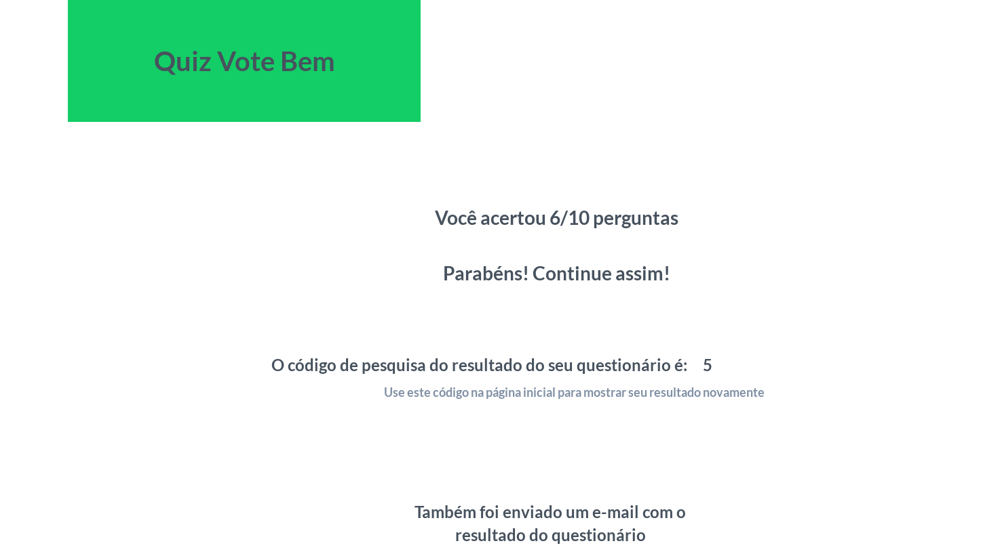 Quiz Vote Bem
Você acertou 6/10 perguntas
Parabéns! Continue assim!
O código de pesquisa do resultado do seu questionário é: 5
Use este código na página inicial para mostrar seu resultado novamente
Também foi enviado um e-mail com o
resultado do questionário